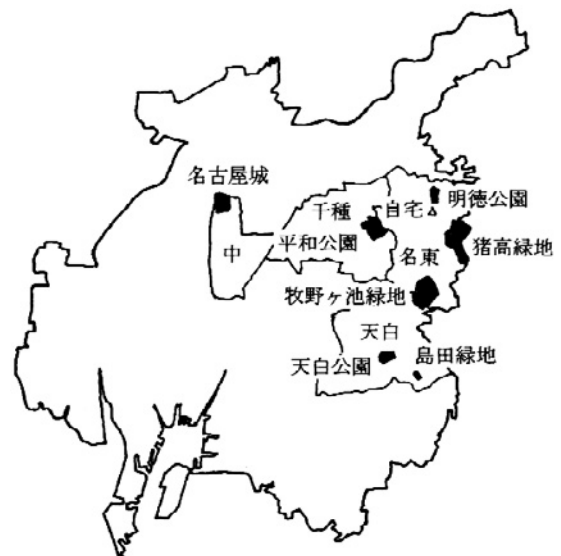 名古屋城
千種
自宅
明徳公園
中
平和公園
名東
猪高緑地
牧野ヶ池緑地
天白
天白公園
島田緑地